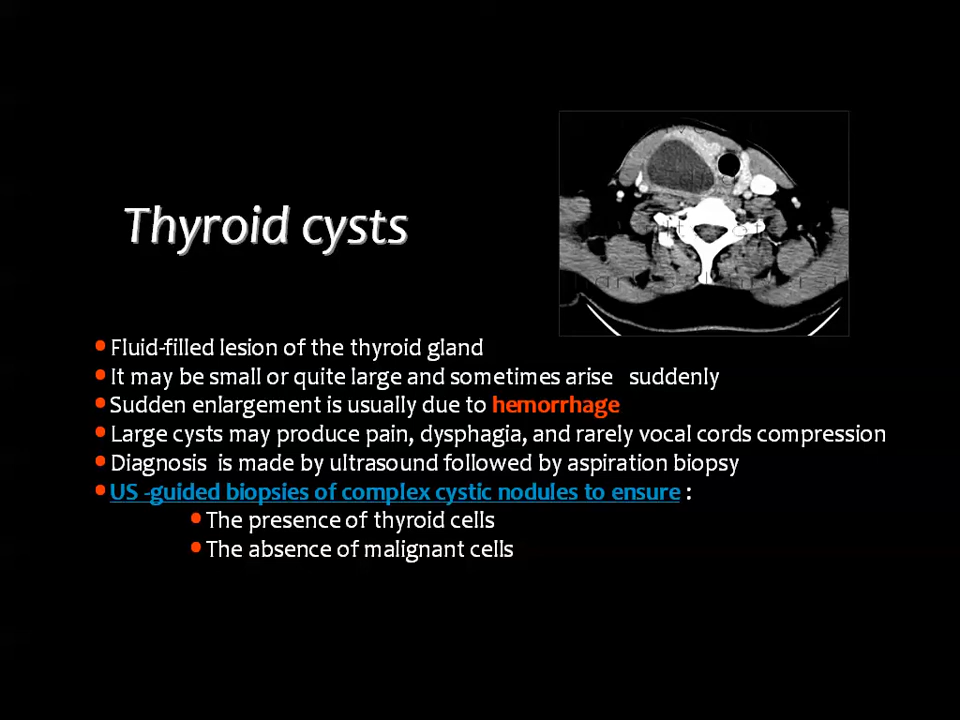 Thyroid cysts
•Fluid-filled lesion of the thyroid gland
•It may be small or quite large and sometimes arise   suddenly
•Sudden enlargement is usually due to hemorrhage
•Large cysts may produce pain, dysphagia, and rarely vocal cords compression
•Diagnosis  is made by ultrasound followed by aspiration biopsy
•US -guided biopsies of complex cystic nodules to ensure :
•The presence of thyroid cells
•The absence of malignant cells